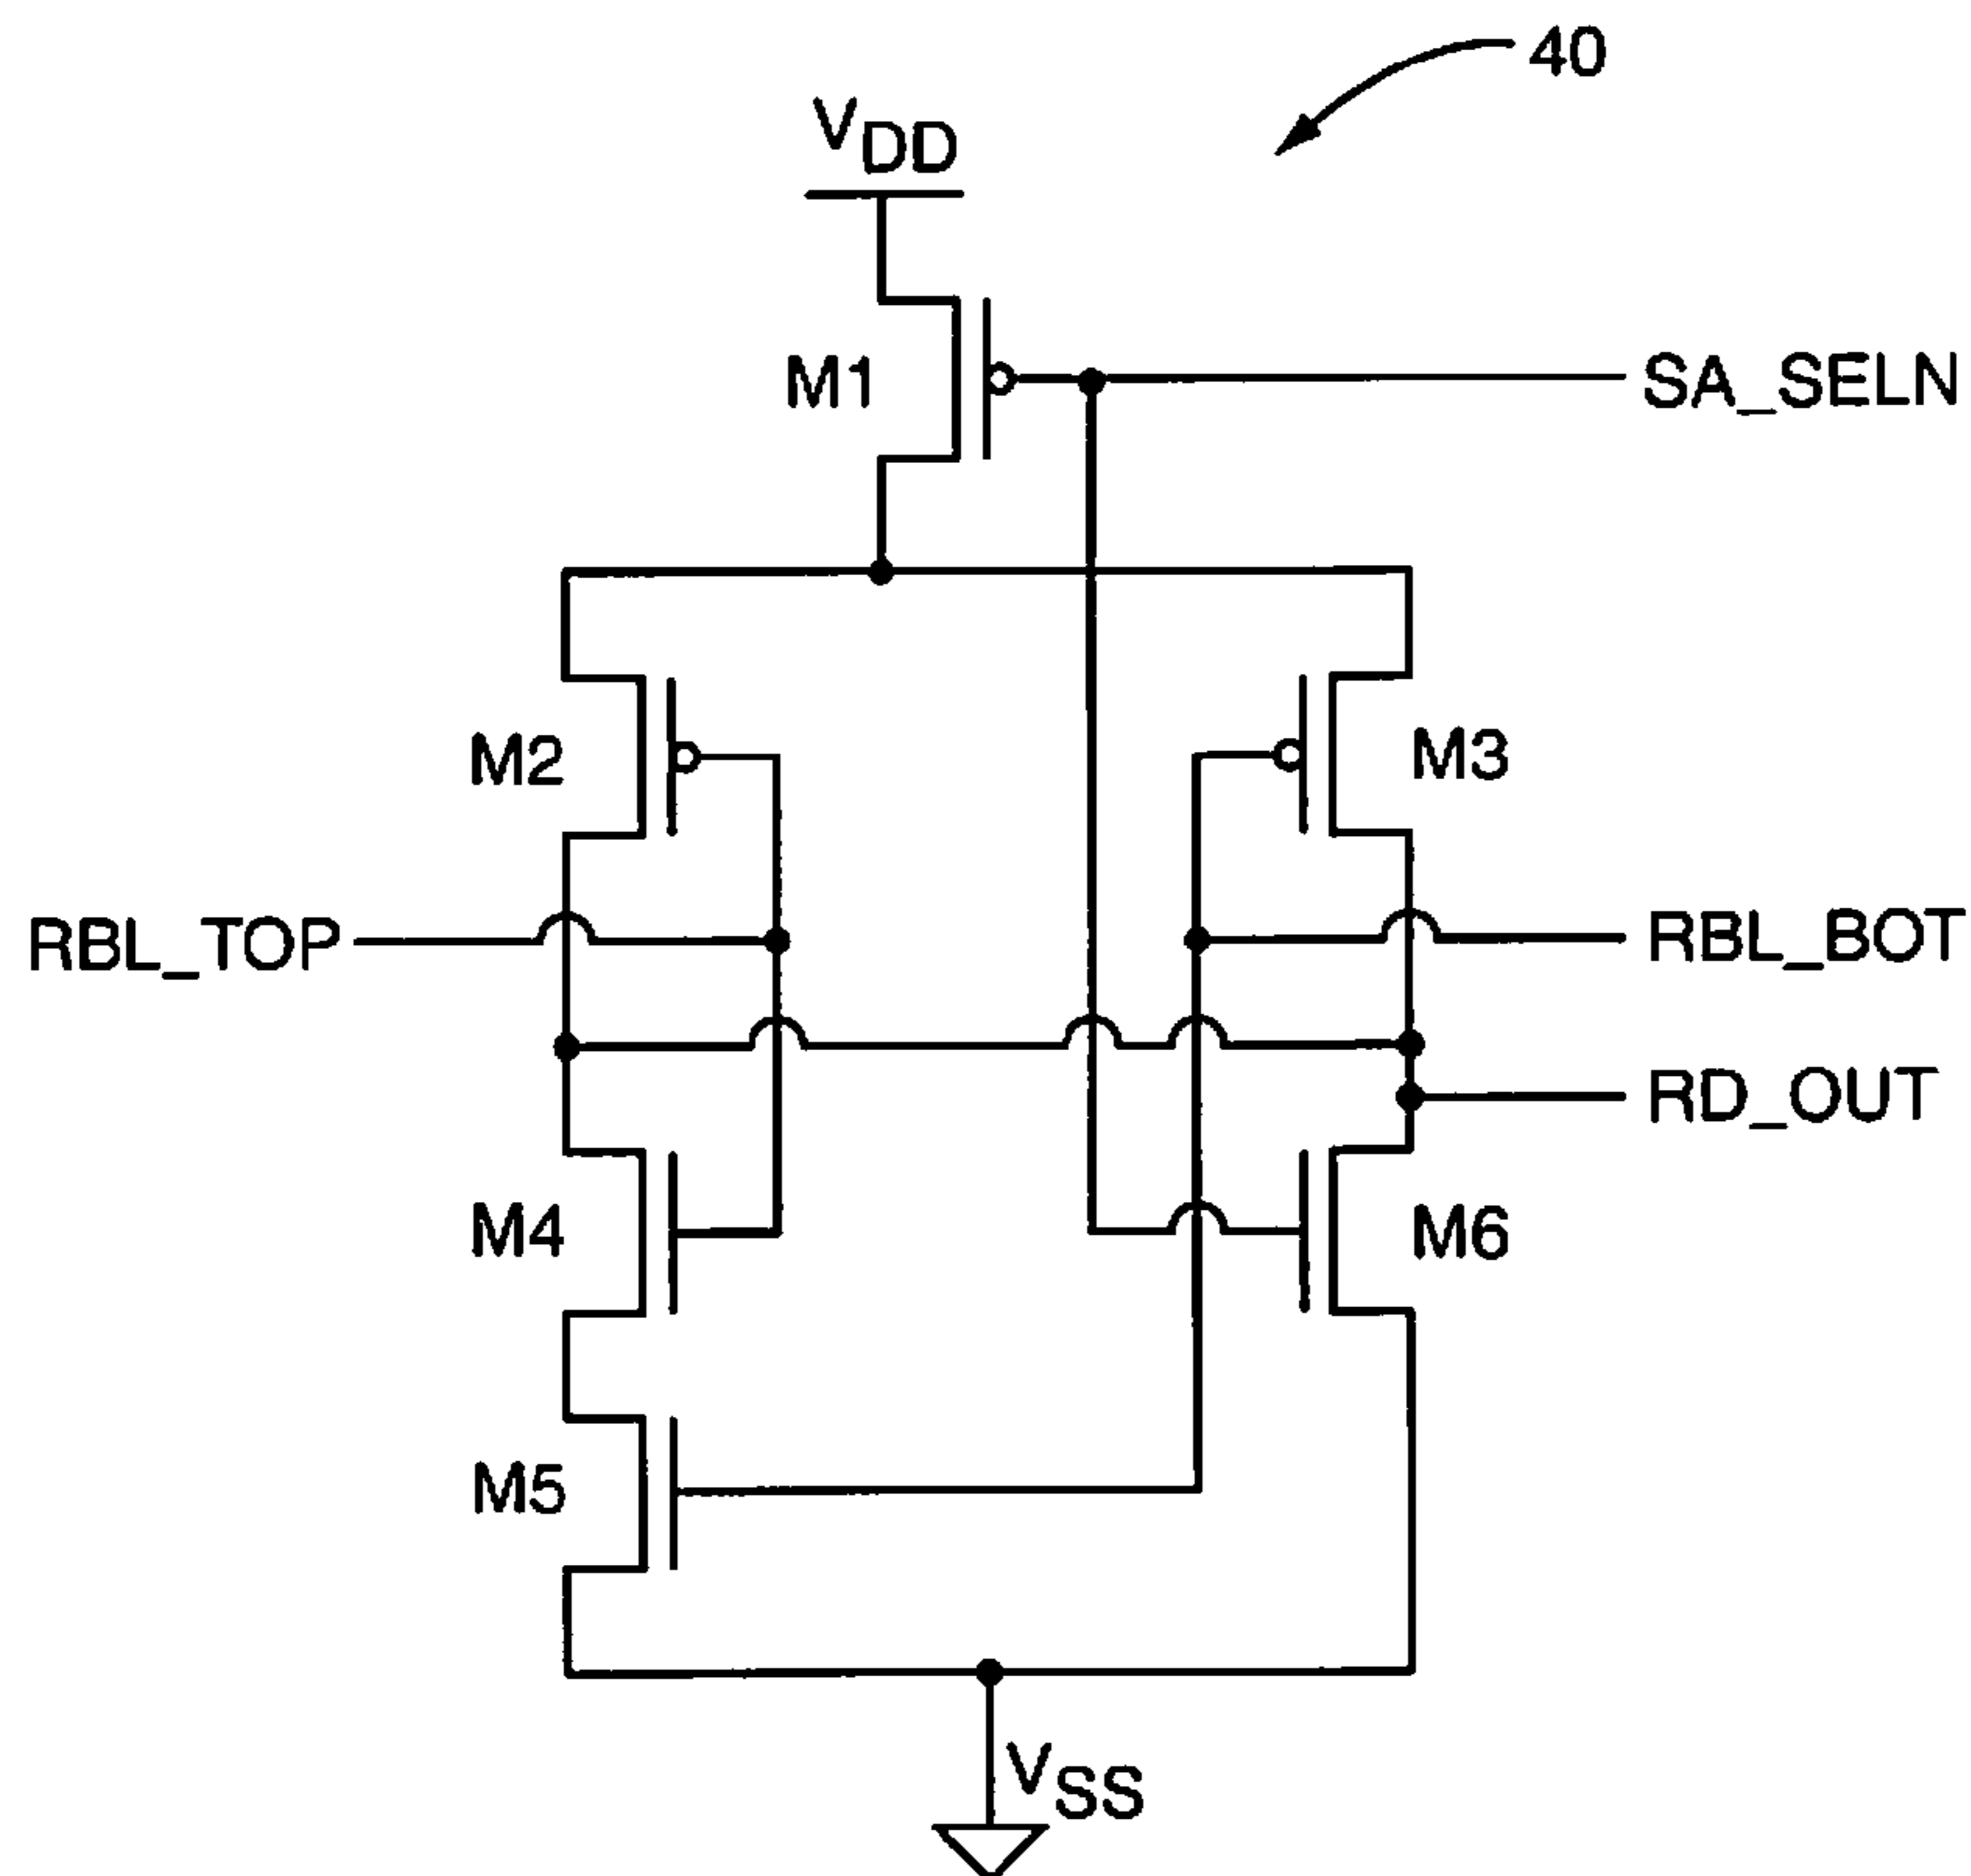 40
VDD
M1
SA_SELN
M2
M3
RBL_TOP
RBL_BOT
RD_OUT
M4
M6
M5
VSS